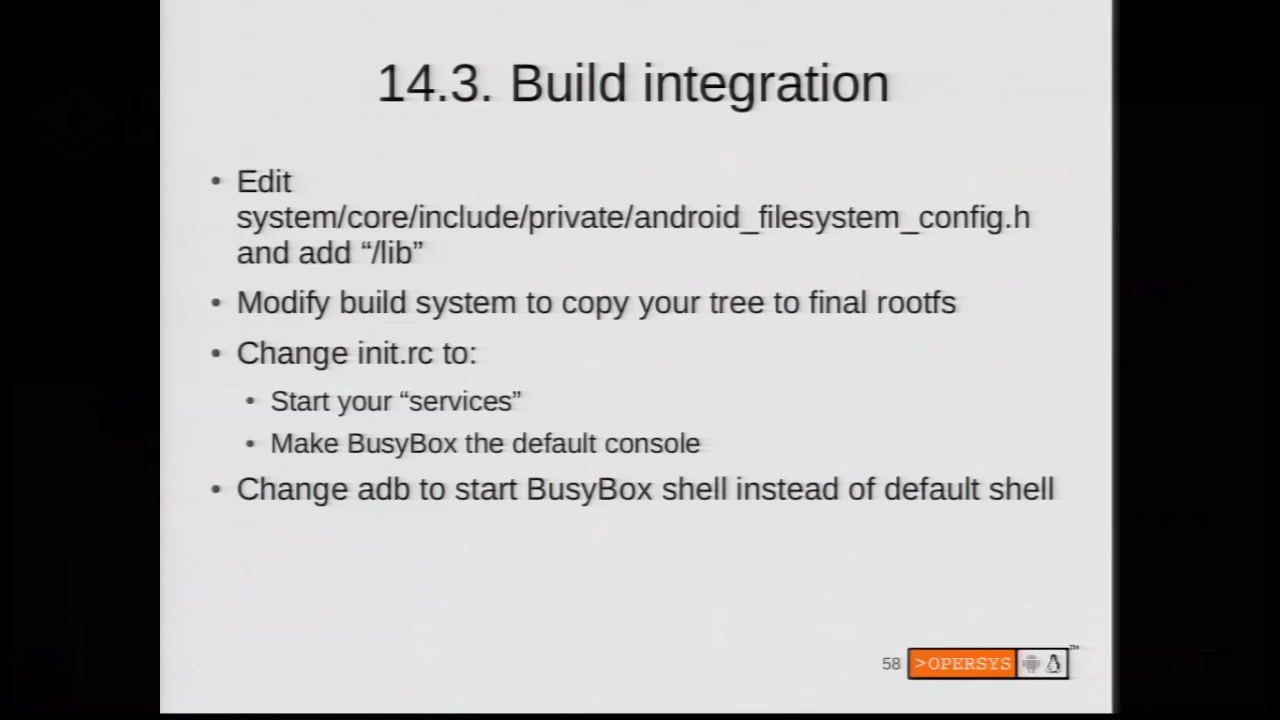 14.3. Build integration
• Edit
system/core/include/private/android_filesystem_config.h
and add “/lib”
• Modify build system to copy your tree to final rootfs
• Change init.rc to:
• Start your “services”
• Make BusyBox the default console
• Change adb to start BusyBox shell instead of default shell
58 >OPERSYS ™